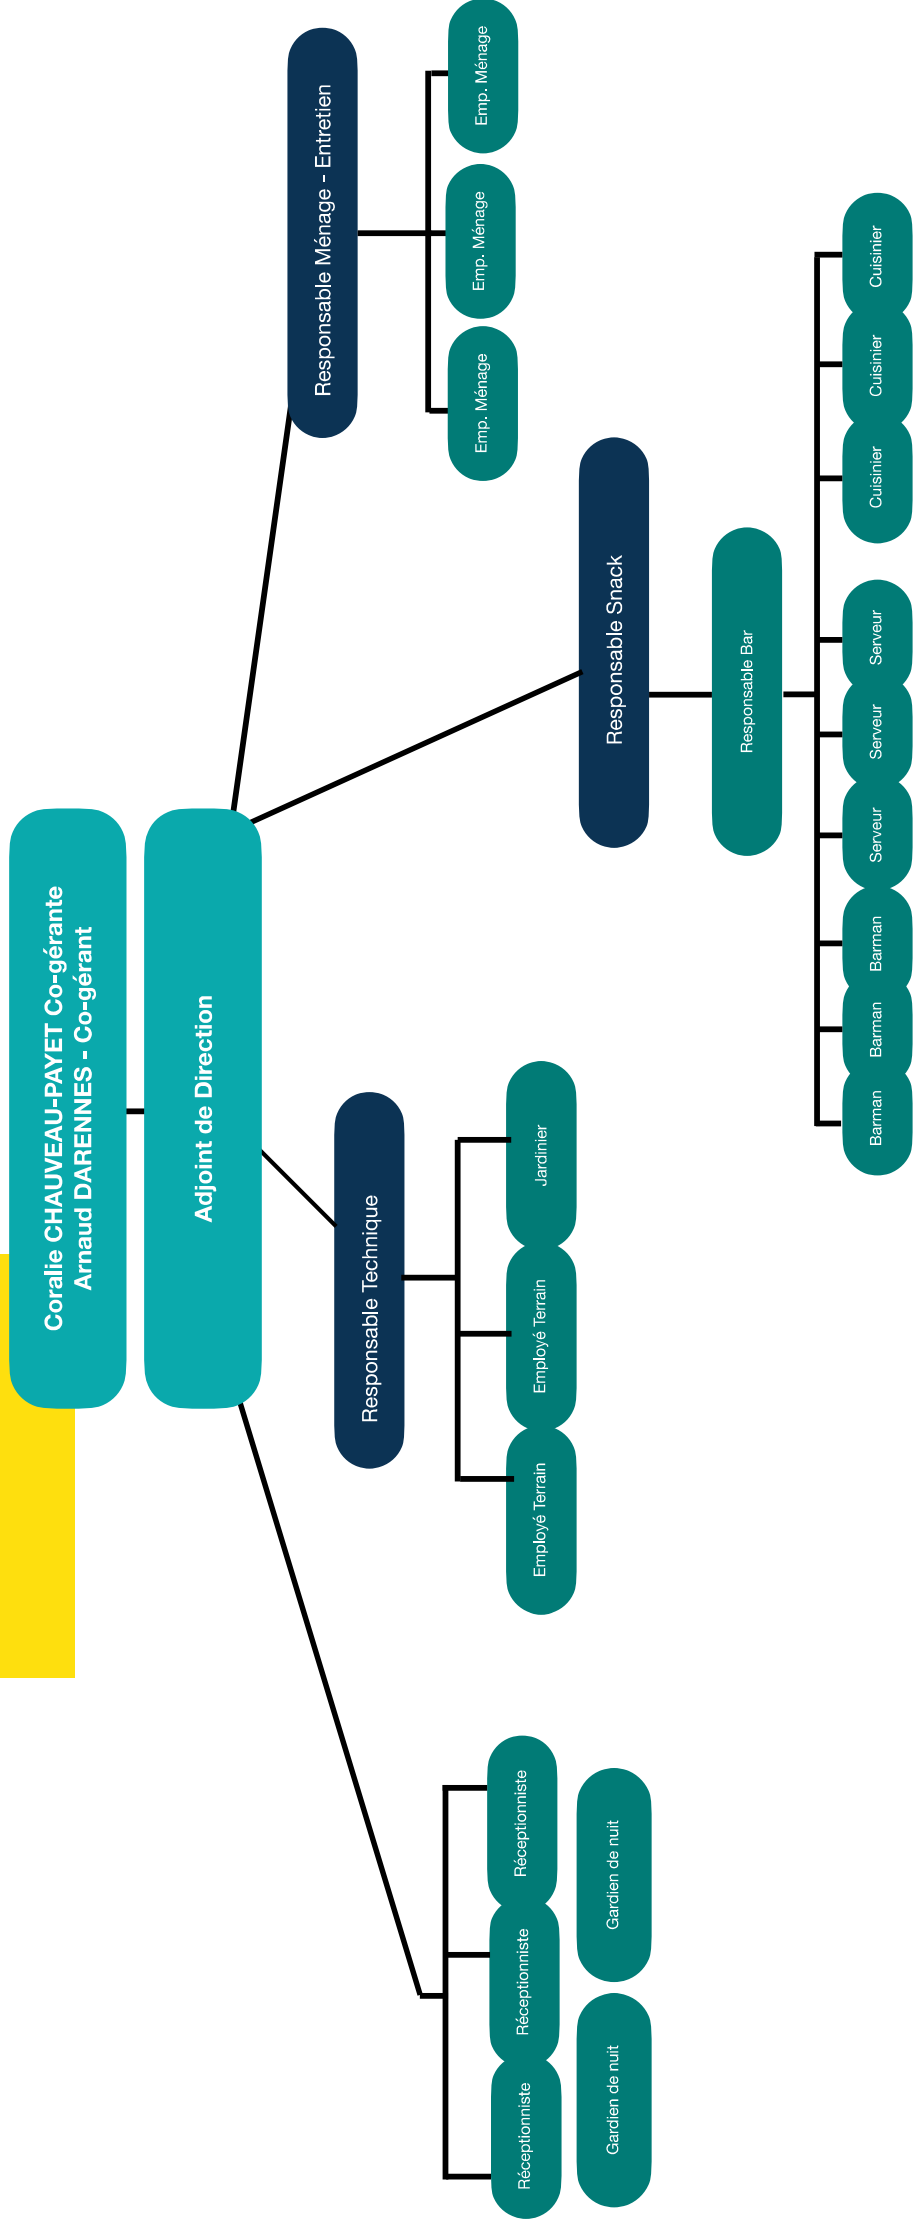 Coralie CHAUVEAU-PAYET Co-gérante
Arnaud DARENNES - Co-gérant
Adjoint de Direction
Responsable Technique
Responsable Ménage - Entretien
Réceptionniste
Réceptionniste
Réceptionniste
Gardien de nuit
Gardien de nuit
Employé Terrain
Employé Terrain
Jardinier
Emp. Ménage
Emp. Ménage
Emp. Ménage
Responsable Snack
Responsable Bar
Barman
Barman
Barman
Serveur
Serveur
Serveur
Cuisinier
Cuisinier
Cuisinier